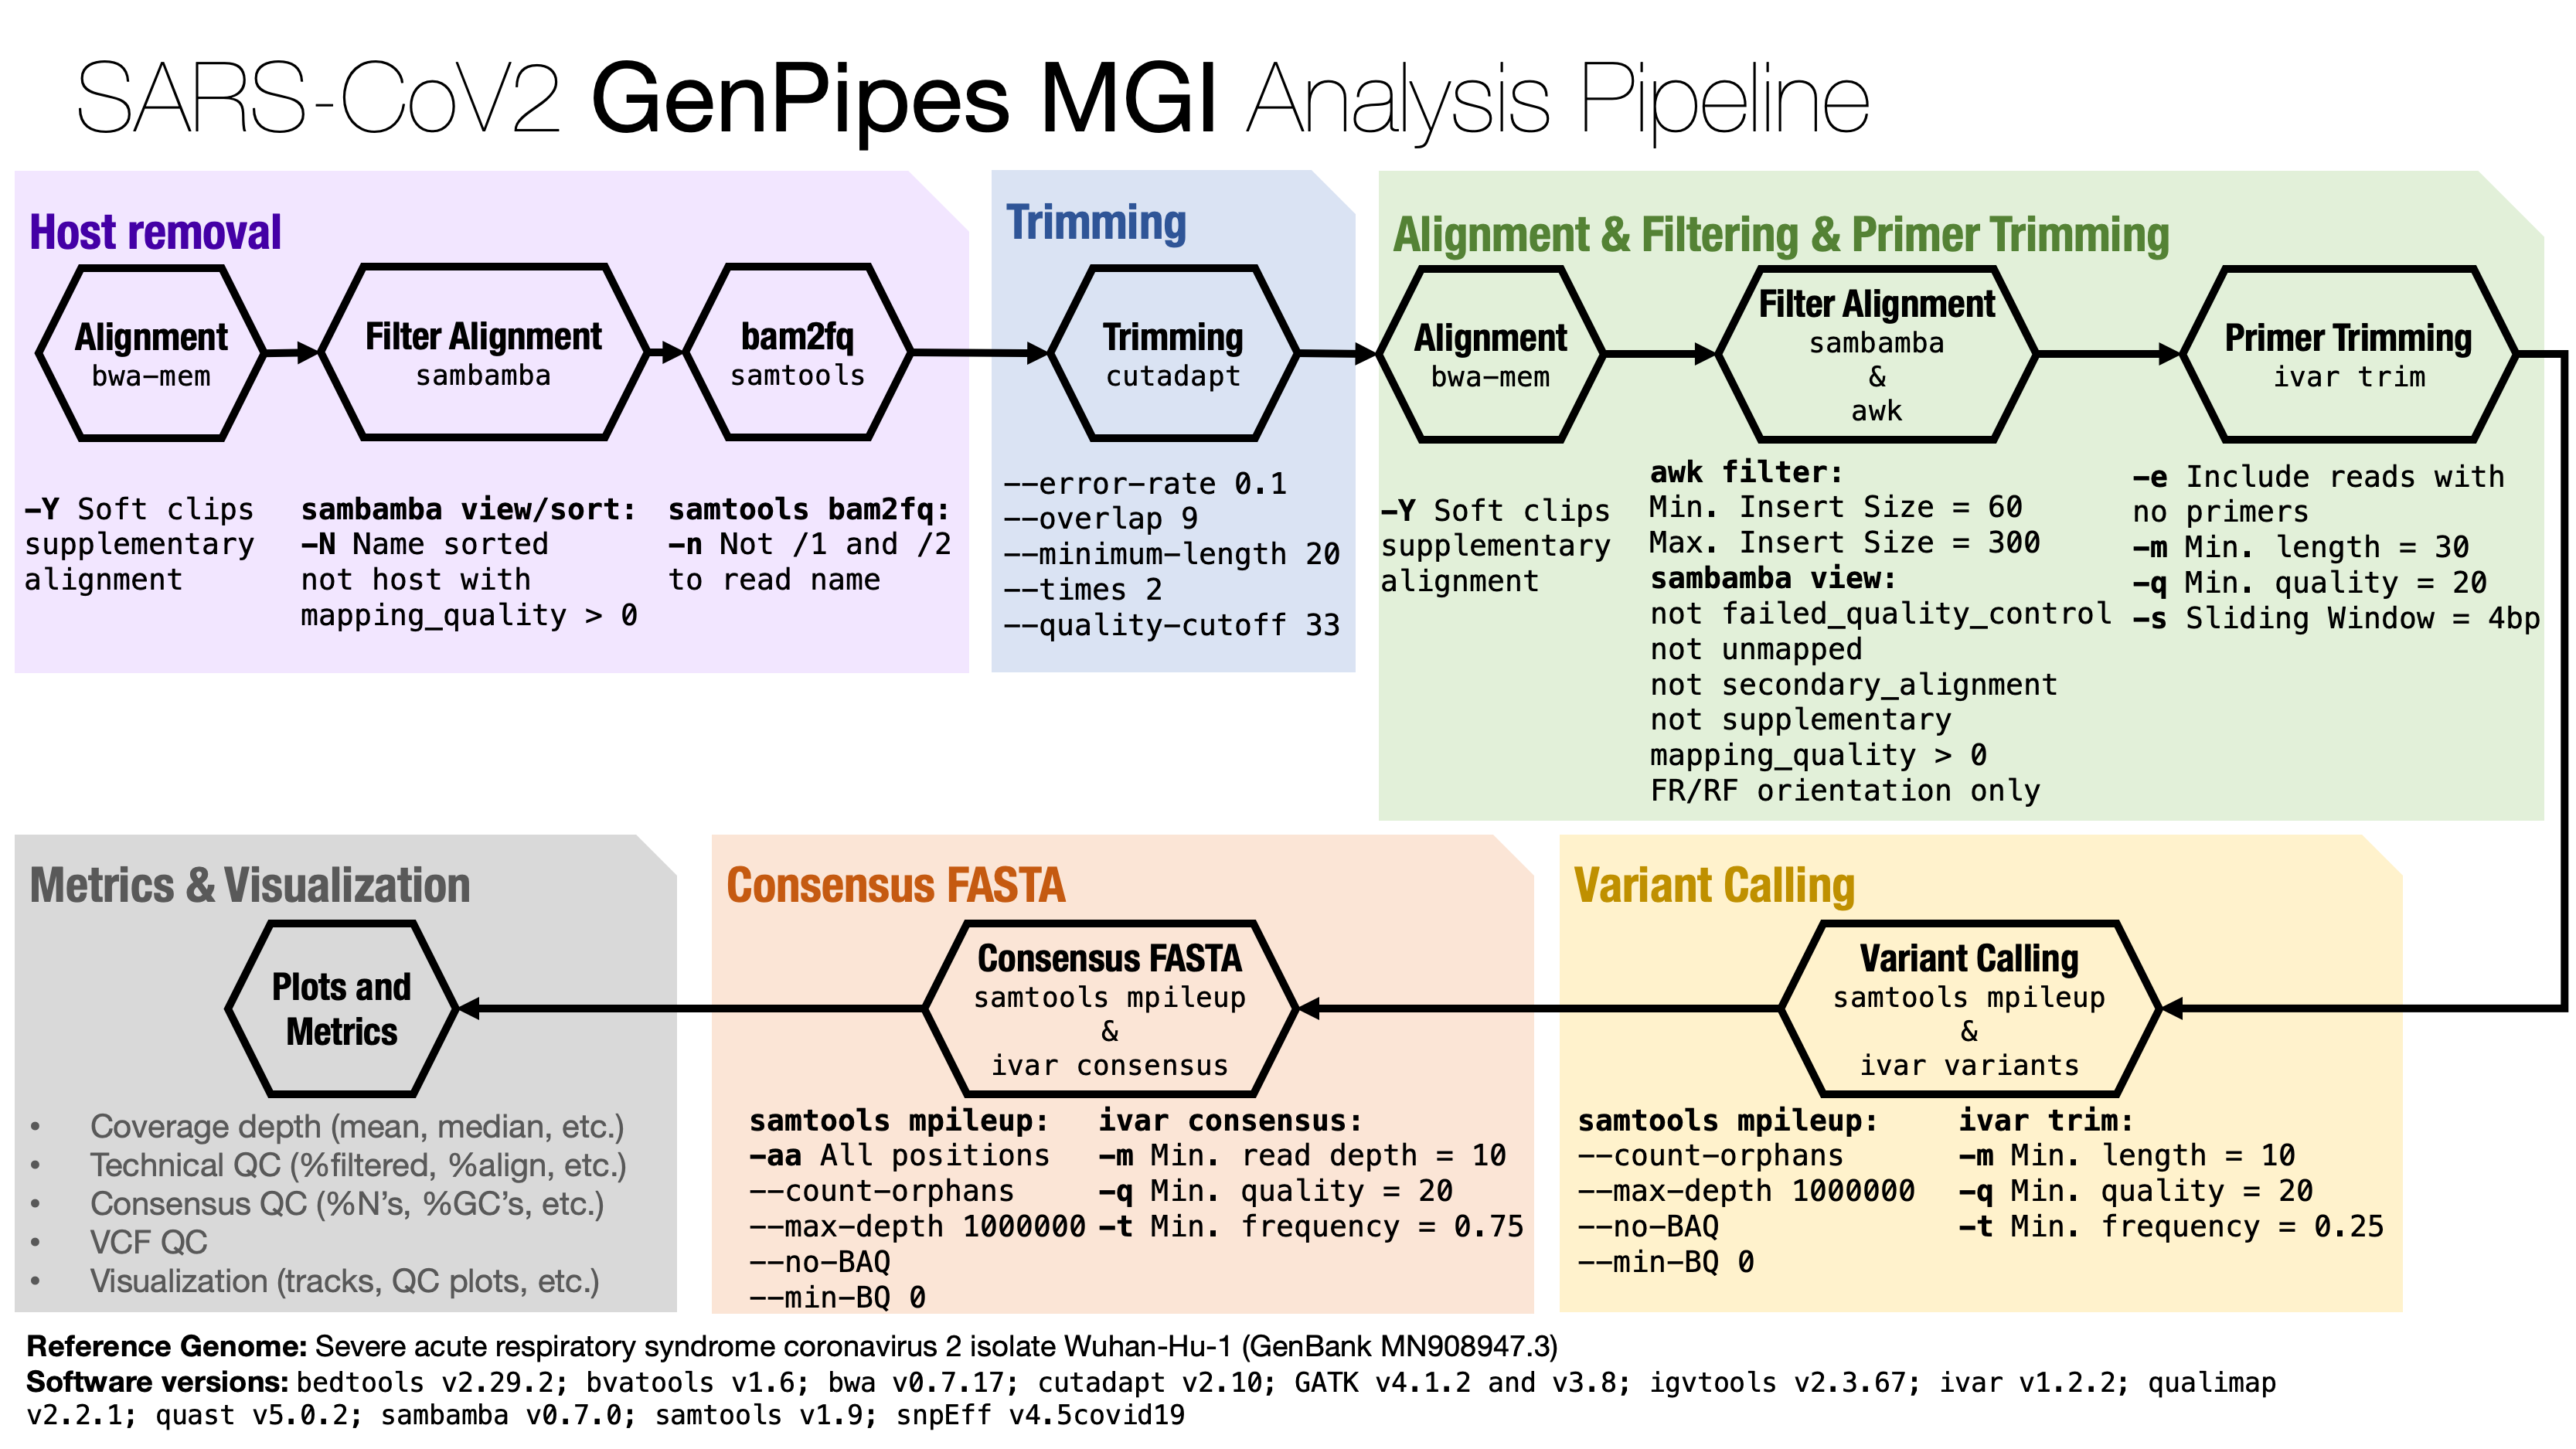 SARS-CoV2 GenPipes MGI Analysis Pipeline
Host removal
Alignment
bwa-mem
Filter Alignment
sambamba
bam2fq
samtools
-Y Soft clips
supplementary
alignment
sambamba view/sort:
-N Name sorted
not host with
mapping_quality > 0
samtools bam2fq:
-n Not /1 and /2
to read name
Trimming
Trimming
cutadapt
--error-rate 0.1
--overlap 9
--minimum-length 20
--times 2
--quality-cutoff 33
Alignment & Filtering & Primer Trimming
Alignment
bwa-mem
Filter Alignment
sambamba
&
awk
Primer Trimming
ivar trim
-Y Soft clips
supplementary
alignment
awk filter:
Min. Insert Size = 60
Max. Insert Size = 300
sambamba view:
not failed_quality_control
not unmapped
not secondary_alignment
not supplementary
mapping_quality > 0
FR/RF orientation only
-e Include reads with
no primers
-m Min. length = 30
-q Min. quality = 20
-s Sliding Window = 4bp
Metrics & Visualization
Plots and
Metrics
• Coverage depth (mean, median, etc.)
• Technical QC (%filtered, %align, etc.)
• Consensus QC (%N's, %GC's, etc.)
• VCF QC
• Visualization (tracks, QC plots, etc.)
Consensus FASTA
Consensus FASTA
samtools mpileup
&
ivar consensus
samtools mpileup:
-aa All positions
--count-orphans
--max-depth 1000000
--no-BAQ
--min-BQ 0
ivar consensus:
-m Min. read depth = 10
-q Min. quality = 20
-t Min. frequency = 0.75
Variant Calling
Variant Calling
samtools mpileup
&
ivar variants
samtools mpileup:
--count-orphans
--max-depth 1000000
--no-BAQ
--min-BQ 0
ivar trim:
-m Min. length = 10
-q Min. quality = 20
-t Min. frequency = 0.25
Reference Genome: Severe acute respiratory syndrome coronavirus 2 isolate Wuhan-Hu-1 (GenBank MN908947.3)
Software versions: bedtools v2.29.2; bvatools v1.6; bwa v0.7.17; cutadapt v2.10; GATK v4.1.2 and v3.8; igvtools v2.3.67; ivar v1.2.2; qualimap
v2.2.1; quast v5.0.2; sambamba v0.7.0; samtools v1.9; snpEff v4.5covid19